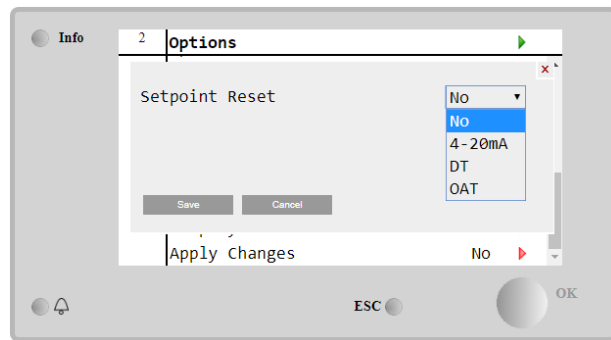 Info
2 Options
x
Setpoint Reset No
No
4-20mA
DT
OAT
Save Cancel
Apply Changes No
OK
ESC